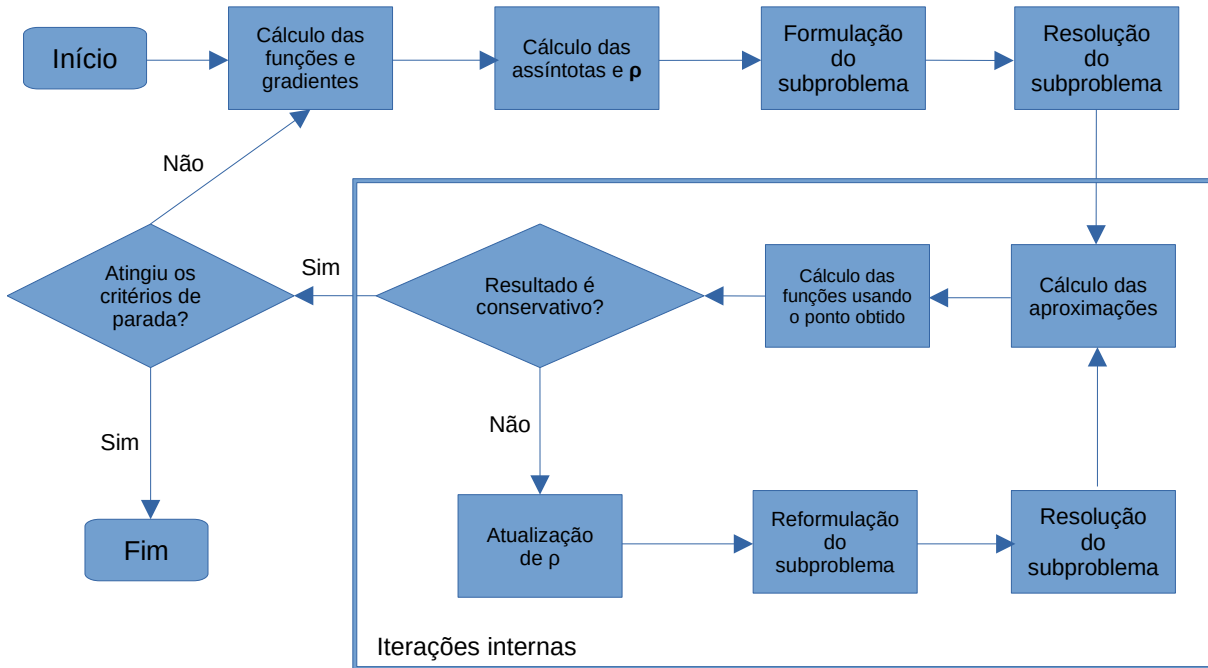 Início
Cálculo das
funções e
gradientes
Cálculo das
assíntotas e ρ
Formulação
do
subproblema
Resolução
do
subproblema
Não
Atingiu os
critérios de
parada?
Sim
Resultado é
conservativo?
Cálculo das
funções usando
o ponto obtido
Cálculo das
aproximações
Sim
Não
Fim
Atualização
de ρ
Reformulação
do
subproblema
Resolução
do
subproblema
Iterações internas